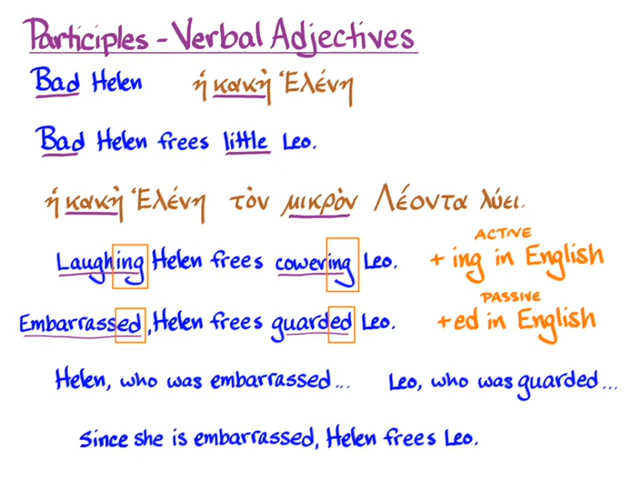 Participles - Verbal Adjectives
Bad Helen ἡ κακὴ Ἑλένη
Bad Helen frees little Leo.
ἡ κακὴ Ἑλένη τὸν μικρὸν Λέοντα λύει.
ACTIVE
Laughing Helen frees cowering Leo. + ing in English
PASSIVE
Embarrassed, Helen frees guarded Leo. +ed in English
Helen, who was embarrassed... Leo, who was guarded...
Since she is embarrassed, Helen frees Leo.